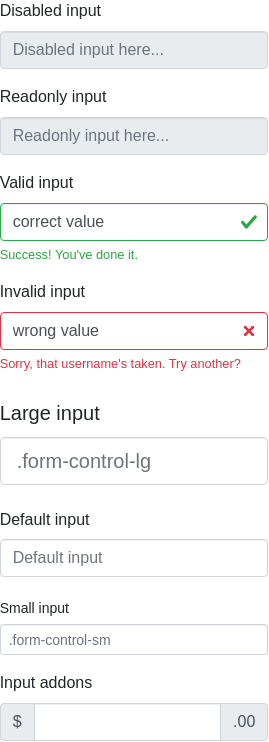 Disabled input
Disabled input here...
Readonly input
Readonly input here...
Valid input
correct value
Success! You've done it.
Invalid input
wrong value
Sorry, that username's taken. Try another?
Large input
.form-control-lg
Default input
Default input
Small input
.form-control-sm
Input addons
$ .00